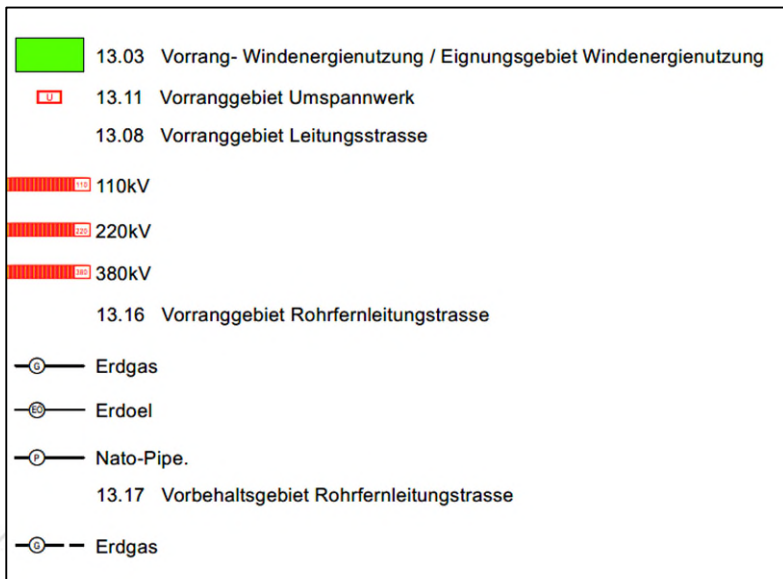 13.03 Vorrang- Windenergienutzung / Eignungsgebiet Windenergienutzung
U 13.11 Vorranggebiet Umspannwerk
13.08 Vorranggebiet Leitungsstrasse
110 110kV
220 220kV
380 380kV
13.16 Vorranggebiet Rohrfernleitungstrasse
G Erdgas
EÖ Erdoel
P Nato-Pipe.
13.17 Vorbehaltsgebiet Rohrfernleitungstrasse
G Erdgas